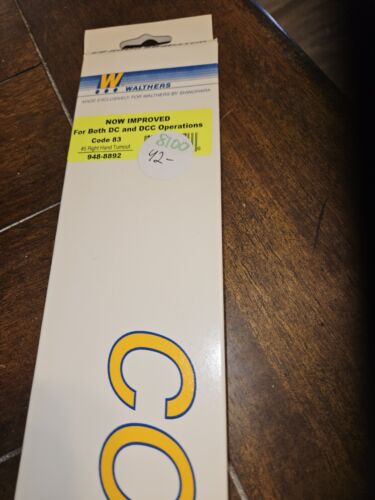 W
WALTHERS
MADE EXCLUSIVELY FOR WALTHERS BY SHINOHARA
NOW IMPROVED
For Both DC and DCC Operations
Code 83
Right Hand Turnout
948-8892
8100
42-
CO